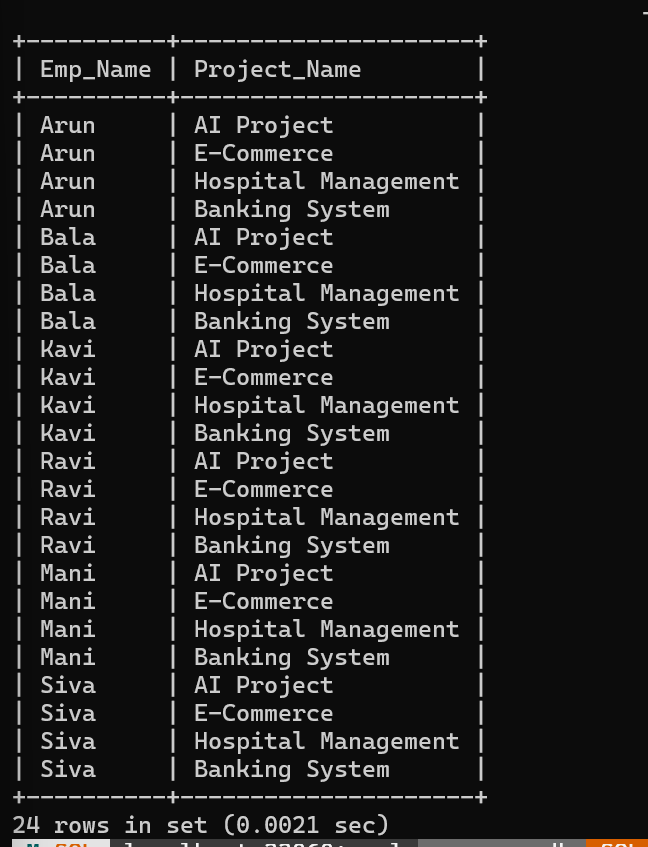 +----------+---------------------+
| Emp_Name | Project_Name        |
+----------+---------------------+
| Arun     | AI Project          |
| Arun     | E-Commerce          |
| Arun     | Hospital Management |
| Arun     | Banking System      |
| Bala     | AI Project          |
| Bala     | E-Commerce          |
| Bala     | Hospital Management |
| Bala     | Banking System      |
| Kavi     | AI Project          |
| Kavi     | E-Commerce          |
| Kavi     | Hospital Management |
| Kavi     | Banking System      |
| Ravi     | AI Project          |
| Ravi     | E-Commerce          |
| Ravi     | Hospital Management |
| Ravi     | Banking System      |
| Mani     | AI Project          |
| Mani     | E-Commerce          |
| Mani     | Hospital Management |
| Mani     | Banking System      |
| Siva     | AI Project          |
| Siva     | E-Commerce          |
| Siva     | Hospital Management |
| Siva     | Banking System      |
+----------+---------------------+
24 rows in set (0.0021 sec)